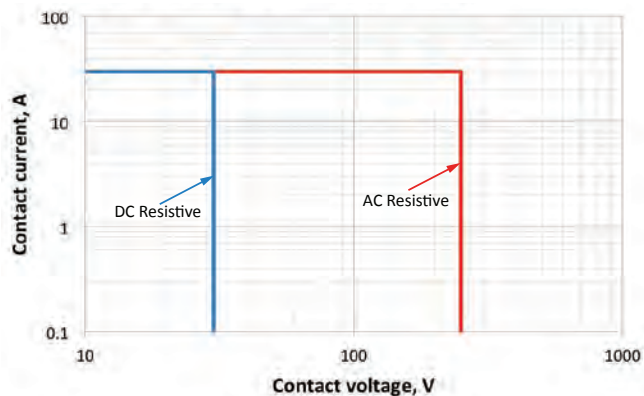 Contact current, A
100
10
1
0.1
DC Resistive
AC Resistive
10
100
1000
Contact voltage, V